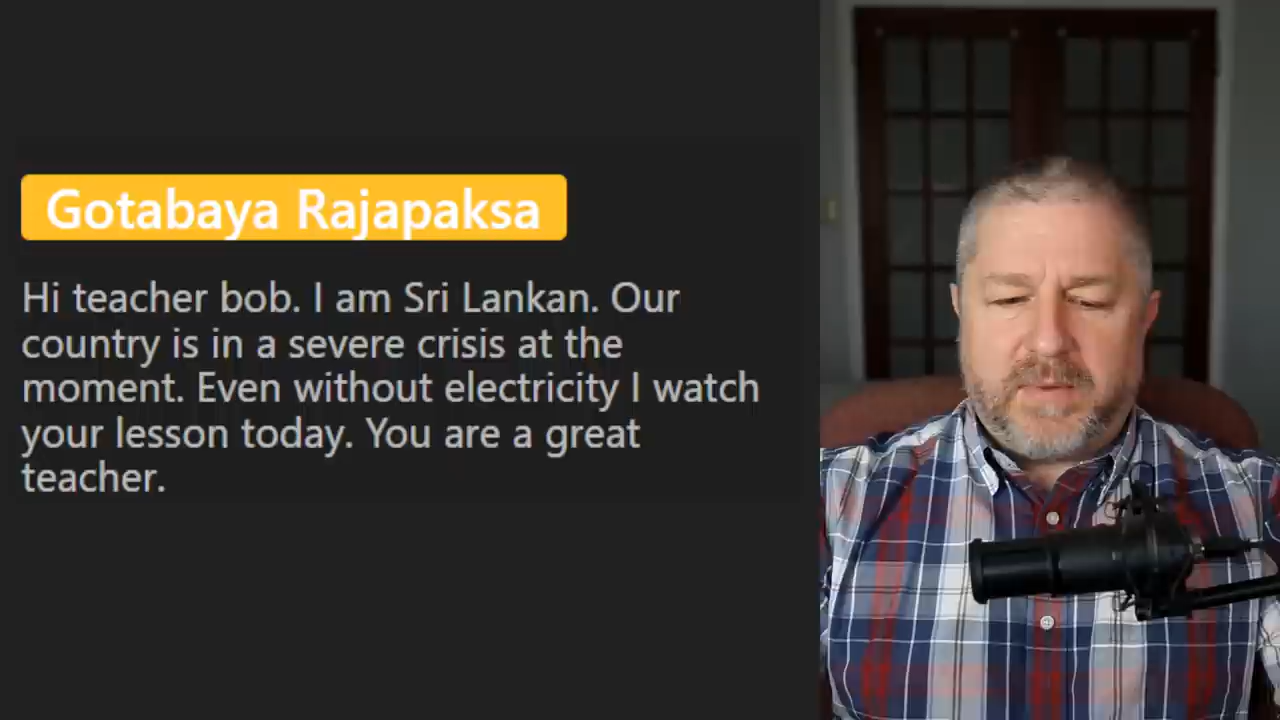 Gotabaya Rajapaksa
Hi teacher bob. I am Sri Lankan. Our
country is in a severe crisis at the
moment. Even without electricity I watch
your lesson today. You are a great
teacher.